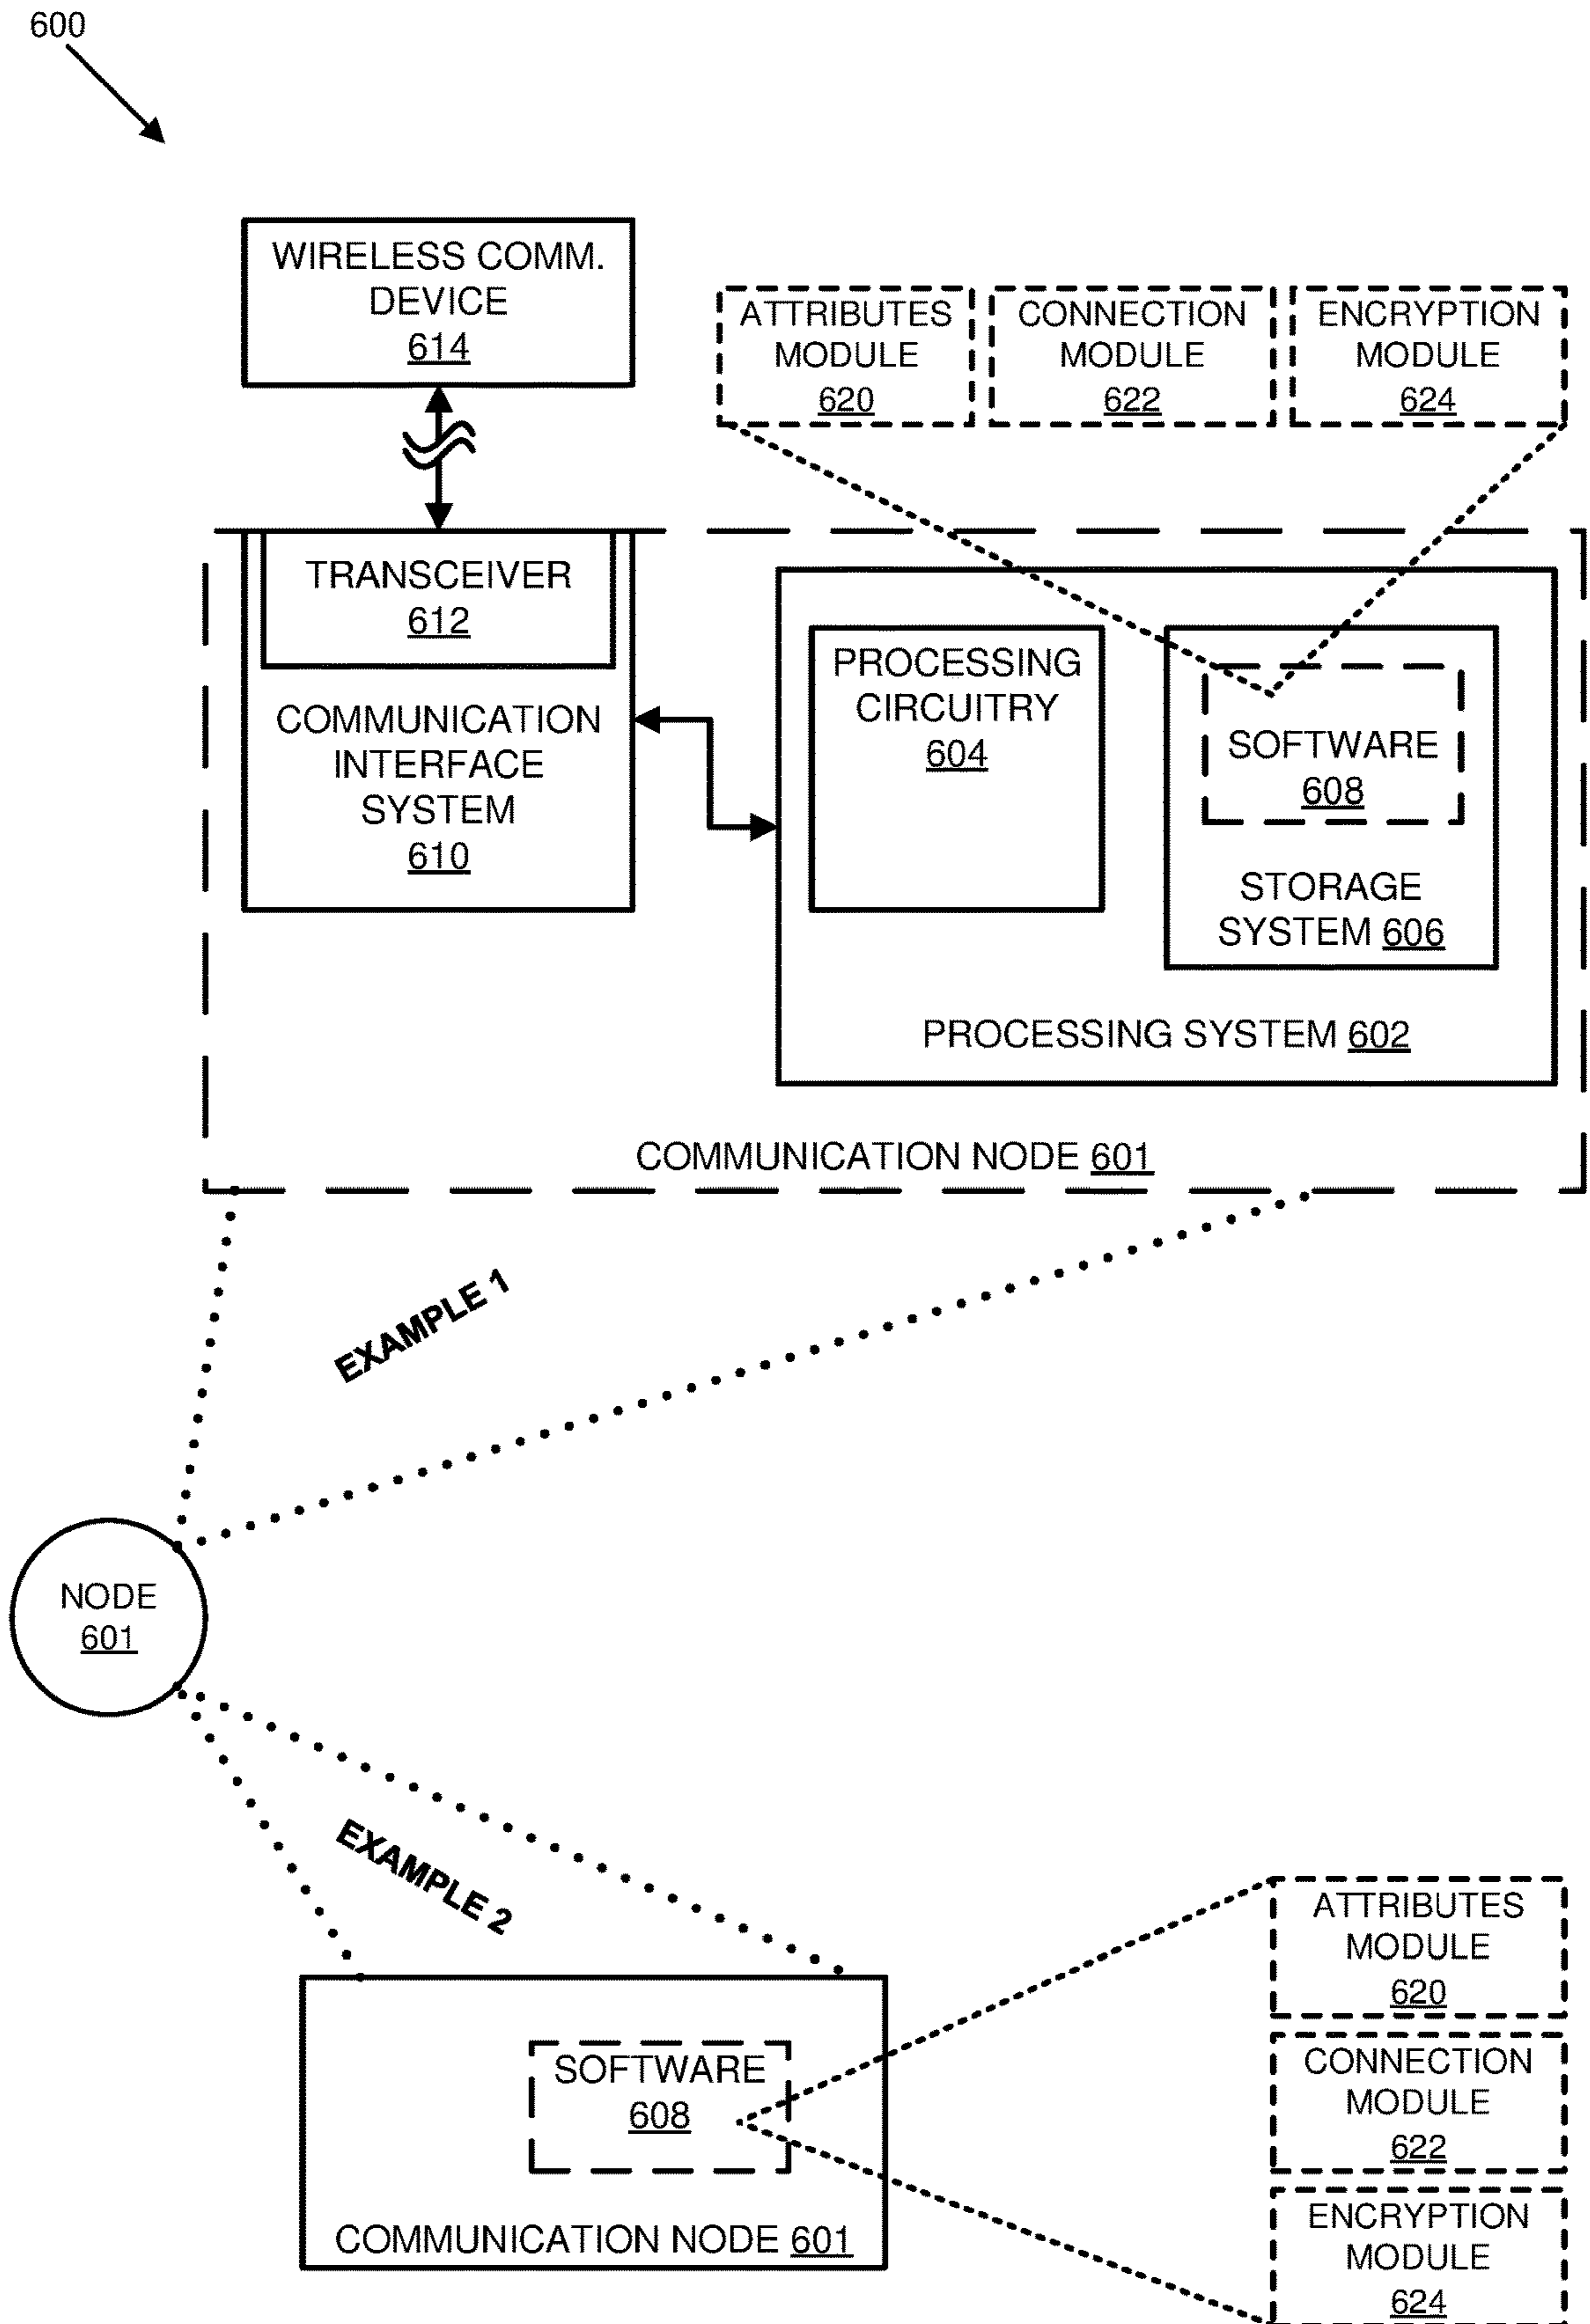 600
WIRELESS COMM.
DEVICE
614
ATTRIBUTES
MODULE
620
CONNECTION
MODULE
622
ENCRYPTION
MODULE
624
TRANSCEIVER
612
COMMUNICATION
INTERFACE
SYSTEM
610
PROCESSING
CIRCUITRY
604
SOFTWARE
608
STORAGE
SYSTEM 606
PROCESSING SYSTEM 602
COMMUNICATION NODE 601
EXAMPLE 1
NODE
601
EXAMPLE 2
SOFTWARE
608
COMMUNICATION NODE 601
ATTRIBUTES
MODULE
620
CONNECTION
MODULE
622
ENCRYPTION
MODULE
624